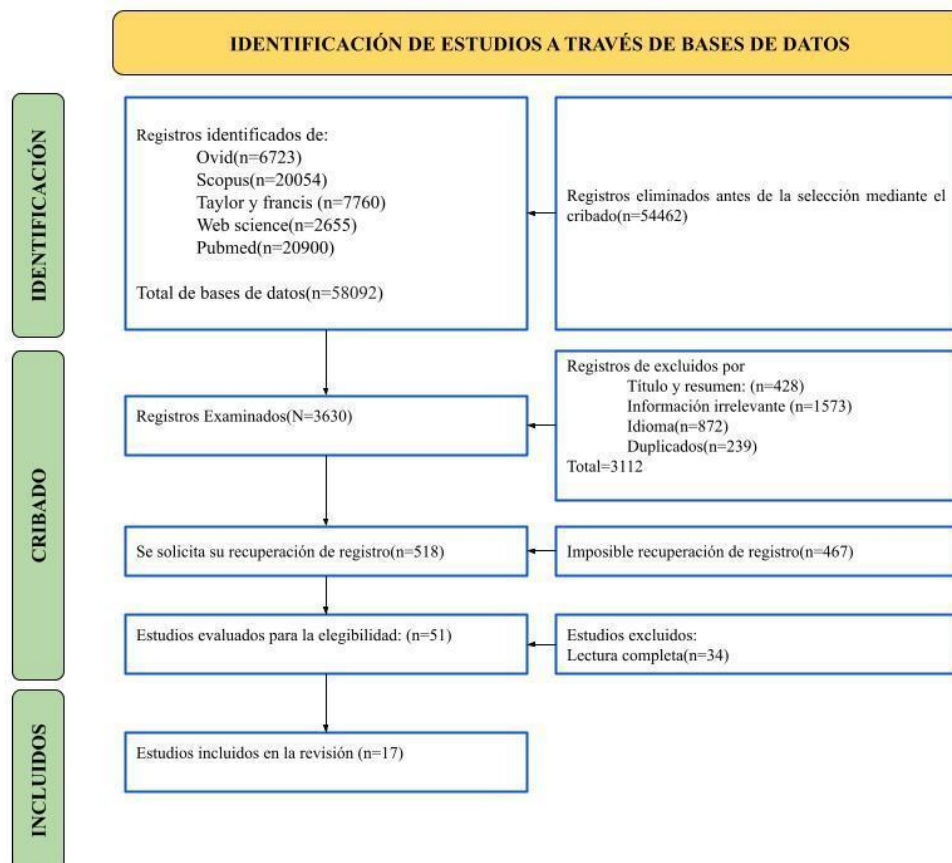 IDENTIFICACIÓN DE ESTUDIOS A TRAVÉS DE BASES DE DATOS
IDENTIFICACIÓN
Registros identificados de:
Ovid(n=6723)
Scopus(n=20054)
Taylor y francis (n=7760)
Web science(n=2655)
Pubmed(n=20900)
Total de bases de datos(n=58092)
Registros eliminados antes de la selección mediante el
cribado(n=54462)
CRIBADO
Registros Examinados(N=3630)
Registros de excluidos por
Título y resumen: (n=428)
Información irrelevante (n=1573)
Idioma(n=872)
Duplicados(n=239)
Total=3112
Se solicita su recuperación de registro(n=518)
Imposible recuperación de registro(n=467)
Estudios evaluados para la elegibilidad: (n=51)
Estudios excluidos:
Lectura completa(n=34)
INCLUIDOS
Estudios incluidos en la revisión (n=17)